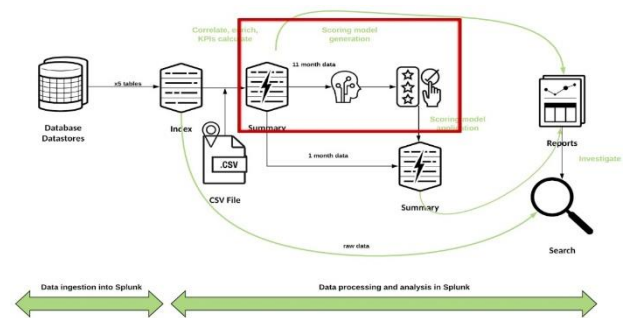 Correlate, enrich,
KPIs calculate
Scoring model
generation
x5 tables
11 month data
Database
Datastores
Index
Summary
Scoring model
application
Reports
.CSV
CSV File
1 month data
Summary
Investigate
Search
raw data
Data ingestion into Splunk
Data processing and analysis in Splunk